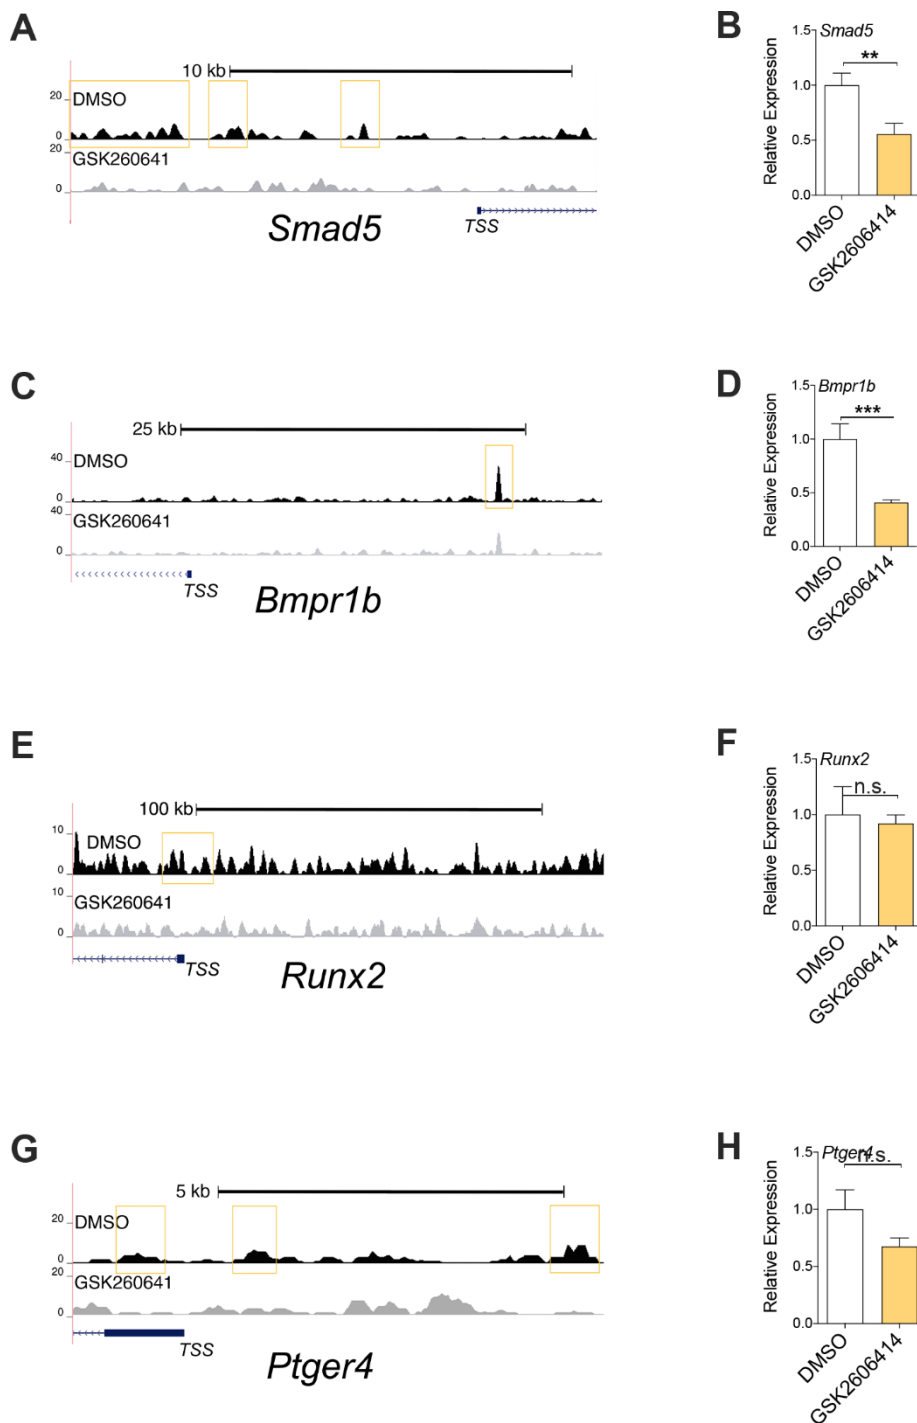 A
10 kb
20
DMSO
0
20
GSK260641
0
Smad5
TSS
B
Smad5
**
Relative Expression
1.5
1.0
0.5
0.0
DMSO
GSK2606414
C
25 kb
DMSO
40
0
40
GSK260641
0
TSS
Bmpr1b
D
Bmpr1b
***
Relative Expression
1.5
1.0
0.5
0.0
DMSO
GSK2606414
E
100 kb
10
DMSO
0
10
GSK260641
0
TSS
Runx2
F
Runx2
n.s.
Relative Expression
1.5
1.0
0.5
0.0
DMSO
GSK2606414
G
5 kb
20
DMSO
0
20
GSK260641
0
TSS
Ptger4
H
Ptger4
n.s.
Relative Expression
1.5
1.0
0.5
0.0
DMSO
GSK2606414